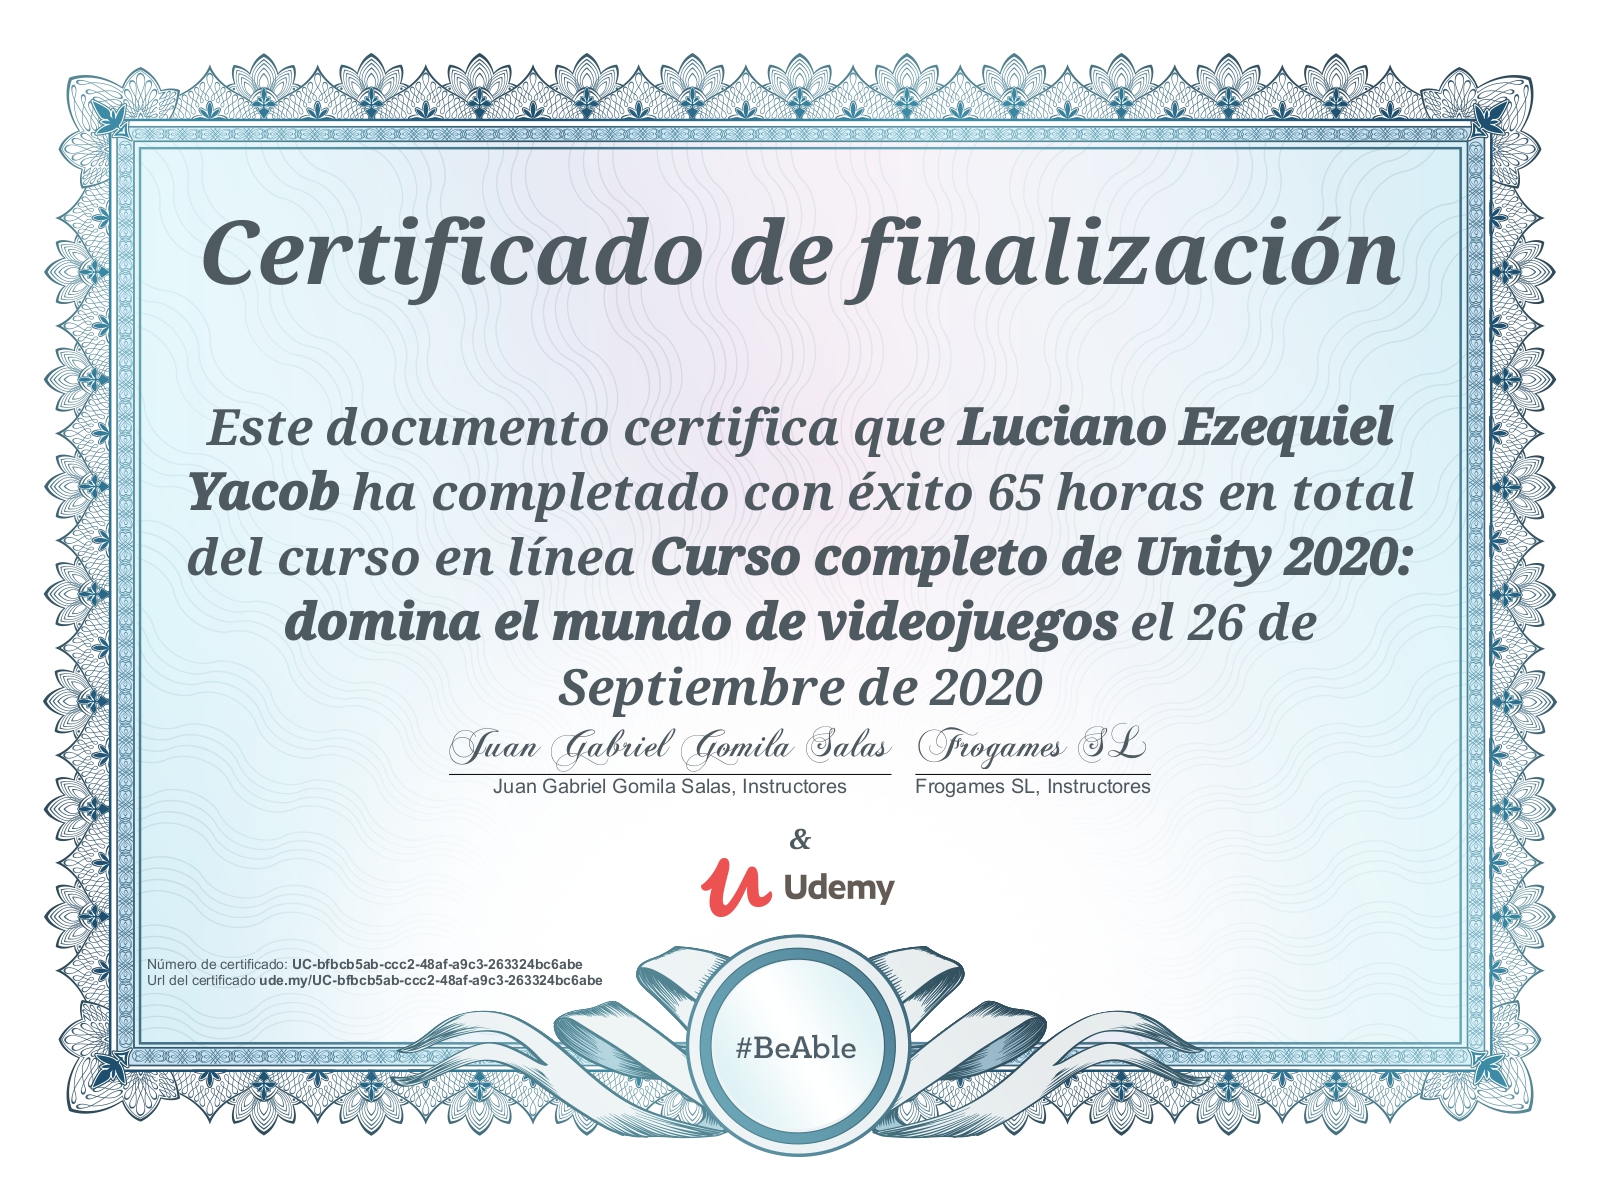 Certificado de finalización
Este documento certifica que Luciano Ezequiel
Yacob ha completado con éxito 65 horas en total
del curso en línea Curso completo de Unity 2020:
domina el mundo de videojuegos el 26 de
Septiembre de 2020
Juan Gabriel Gomila Salas Frogames SL
Juan Gabriel Gomila Salas, Instructores Frogames SL, Instructores
&
Udemy
Número de certificado: UC-bfbcb5ab-ccc2-48af-a9c3-263324bc6abe
Url del certificado ude.my/UC-bfbcb5ab-ccc2-48af-a9c3-263324bc6abe
#BeAble